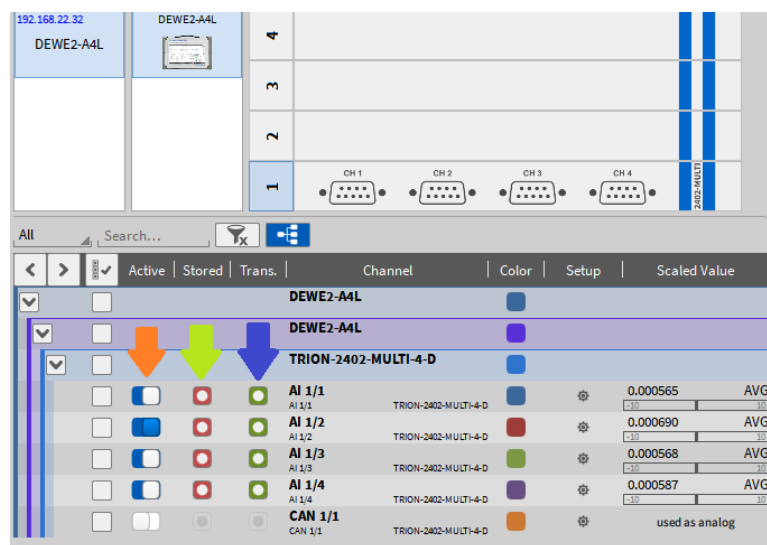 192.168.22.32
DEWE2-A4L
DEWE2-A4L
4
3
2
1
CH 1 CH 2 CH 3 CH 4
2402-MULTI
All Search...
Active Stored Trans. Channel Color Setup Scaled Value
DEWE2-A4L
DEWE2-A4L
TRION-2402-MULTI-4-D
AI 1/1 0.000565 AVG
AI 1/1 TRION-2402-MULTI-4-D -10 10
AI 1/2 0.000690 AVG
AI 1/2 TRION-2402-MULTI-4-D -10 10
AI 1/3 0.000568 AVG
AI 1/3 TRION-2402-MULTI-4-D -10 10
AI 1/4 0.000587 AVG
AI 1/4 TRION-2402-MULTI-4-D -10 10
CAN 1/1 used as analog
CAN 1/1 TRION-2402-MULTI-4-D